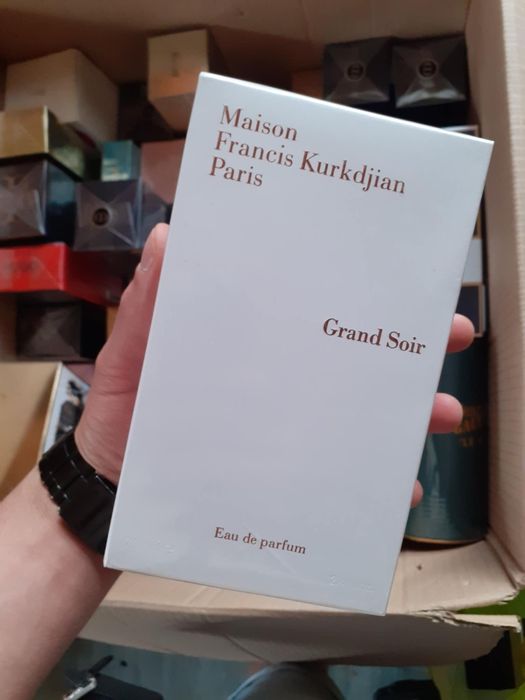 Maison
Francis Kurkdjian
Paris
Grand Soir
Eau de parfum